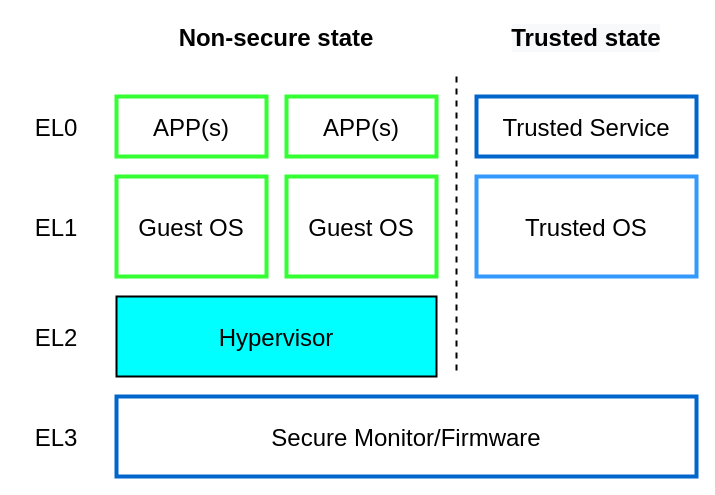 Non-secure state
Trusted state
EL0
APP(s)
APP(s)
Trusted Service
EL1
Guest OS
Guest OS
Trusted OS
EL2
Hypervisor
EL3
Secure Monitor/Firmware